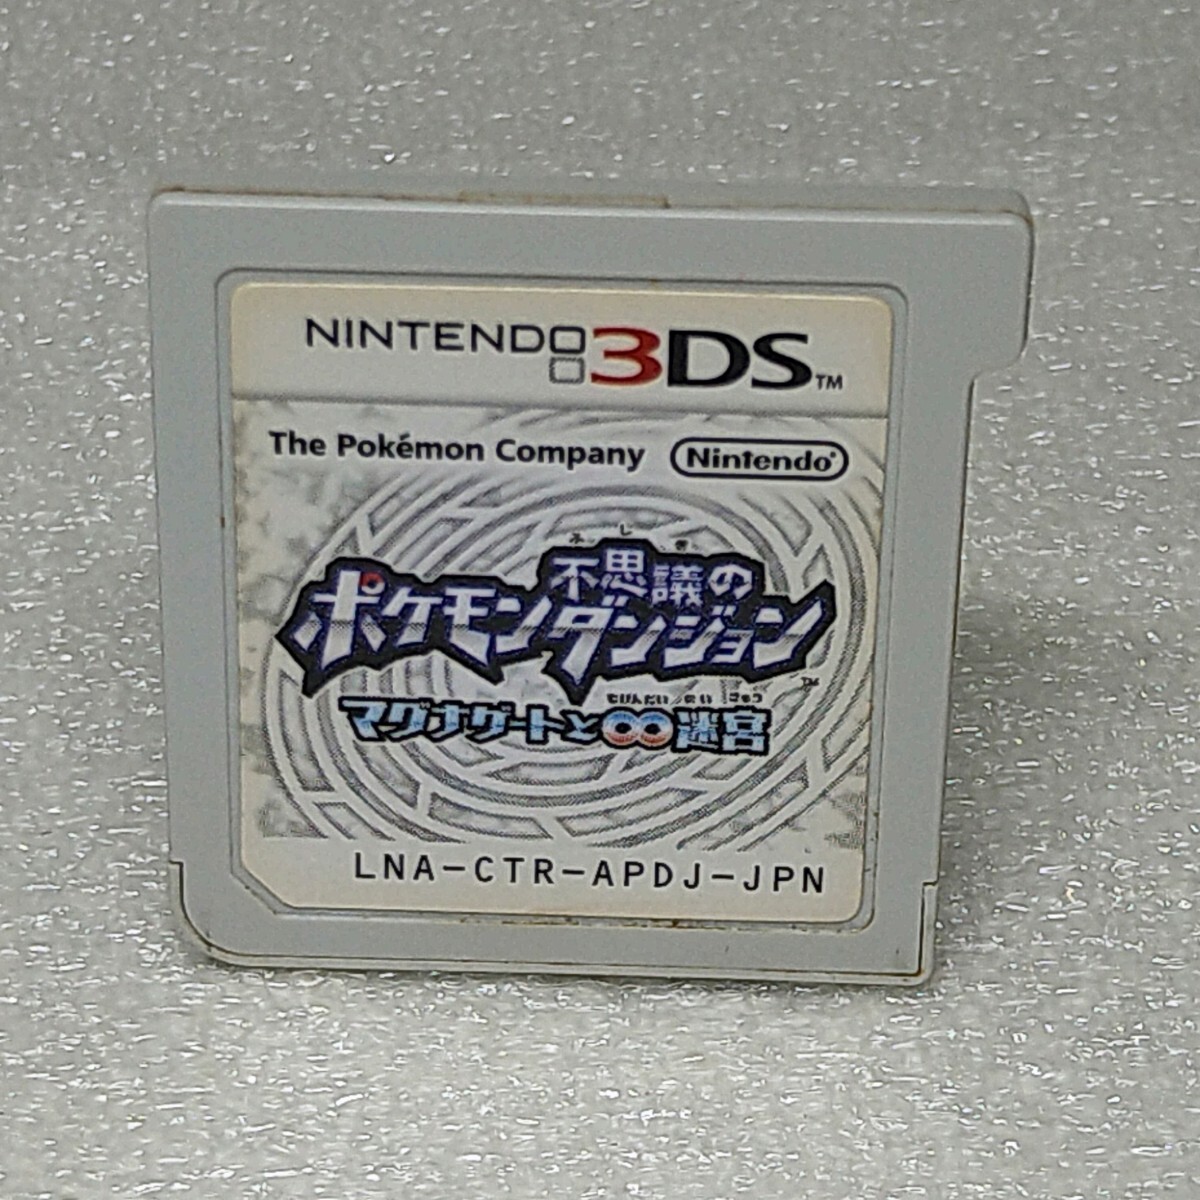 NINTENDO 3DS™
The Pokémon Company Nintendo®
ふしぎ
不思議の
ポケモンダンジョン™
むげんだい めいきゅう
マグナゲートと∞迷宮
LNA-CTR-APDJ-JPN